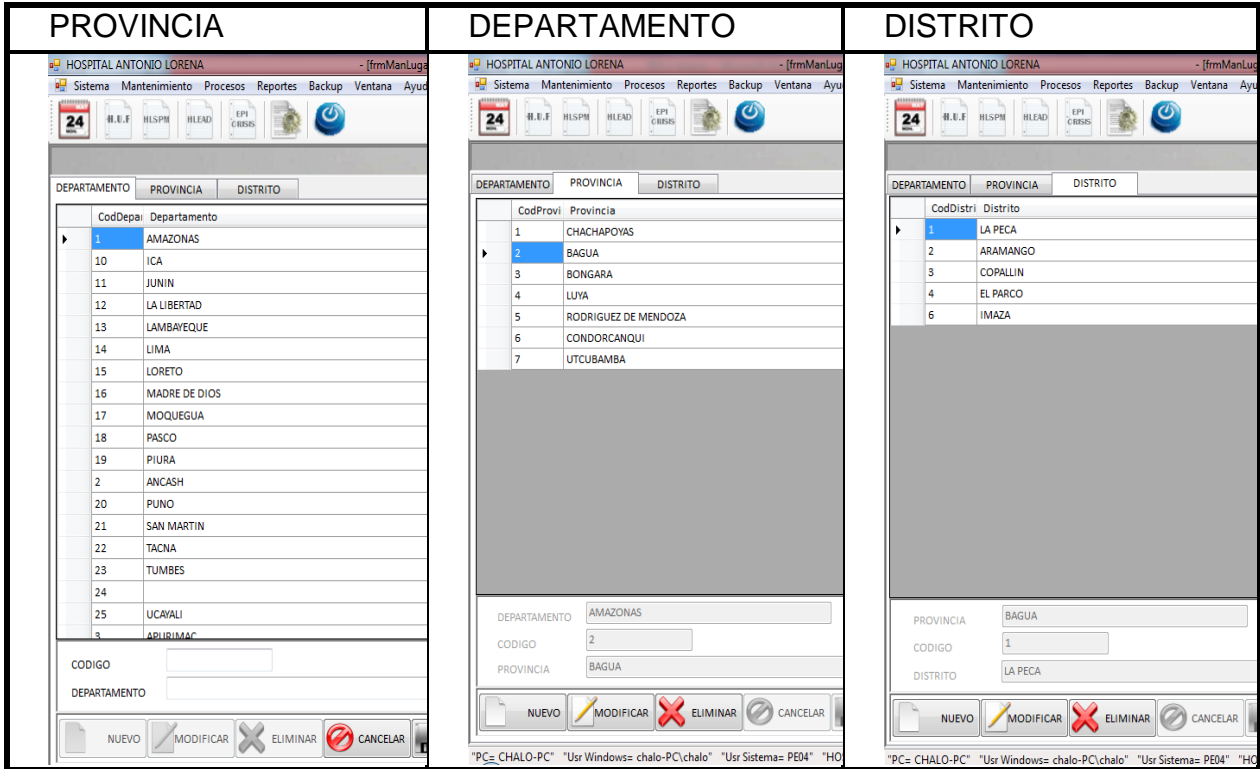 PROVINCIA
HOSPITAL ANTONIO LORENA - [frmManLuga
Sistema Mantenimiento Procesos Reportes Backup Ventana Ayud
24 H.U.F HLSPM HLEAD EPI CRISIS
DEPARTAMENTO PROVINCIA DISTRITO
CodDepar Departamento
1 AMAZONAS
10 ICA
11 JUNIN
12 LA LIBERTAD
13 LAMBAYEQUE
14 LIMA
15 LORETO
16 MADRE DE DIOS
17 MOQUEGUA
18 PASCO
19 PIURA
2 ANCASH
20 PUNO
21 SAN MARTIN
22 TACNA
23 TUMBES
24
25 UCAYALI
3 APURIMAC
CODIGO
DEPARTAMENTO
NUEVO MODIFICAR ELIMINAR CANCELAR
DEPARTAMENTO
HOSPITAL ANTONIO LORENA - [frmManLug
Sistema Mantenimiento Procesos Reportes Backup Ventana Ayu
24 H.U.F HLSPM HLEAD EPI CRISIS
DEPARTAMENTO PROVINCIA DISTRITO
CodProvi Provincia
1 CHACHAPOYAS
2 BAGUA
3 BONGARA
4 LUYA
5 RODRIGUEZ DE MENDOZA
6 CONDORCANQUI
7 UTCUBAMBA
DEPARTAMENTO AMAZONAS
CODIGO 2
PROVINCIA BAGUA
NUEVO MODIFICAR ELIMINAR CANCELAR
"PC= CHALO-PC" "Usr Windows= chalo-PC\chalo" "Usr Sistema= PE04" "HO
DISTRITO
HOSPITAL ANTONIO LORENA - [frmManLug
Sistema Mantenimiento Procesos Reportes Backup Ventana Ayu
24 H.U.F HLSPM HLEAD EPI CRISIS
DEPARTAMENTO PROVINCIA DISTRITO
CodDistri Distrito
1 LA PECA
2 ARAMANGO
3 COPALLIN
4 EL PARCO
6 IMAZA
PROVINCIA BAGUA
CODIGO 1
DISTRITO LA PECA
NUEVO MODIFICAR ELIMINAR CANCELAR
"PC= CHALO-PC" "Usr Windows= chalo-PC\chalo" "Usr Sistema= PE04" "HO